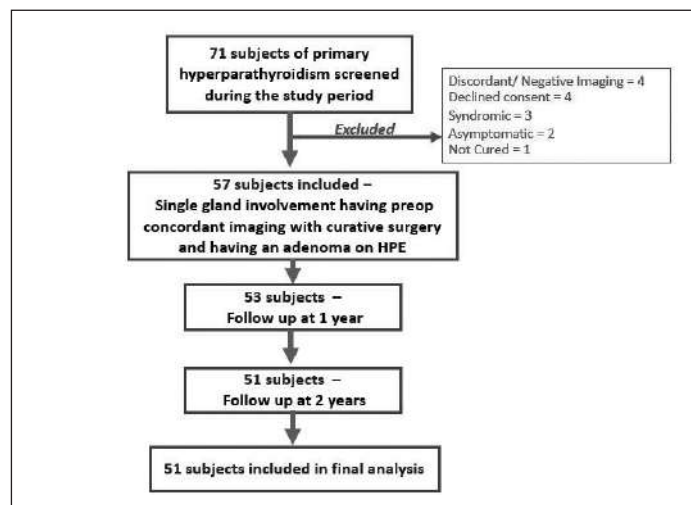 71 subjects of primary
hyperparathyroidism screened
during the study period
Excluded
Discordant/ Negative Imaging = 4
Declined consent = 4
Syndromic = 3
Asymptomatic = 2
Not Cured = 1
57 subjects included –
Single gland involvement having preop
concordant imaging with curative surgery
and having an adenoma on HPE
53 subjects –
Follow up at 1 year
51 subjects –
Follow up at 2 years
51 subjects included in final analysis